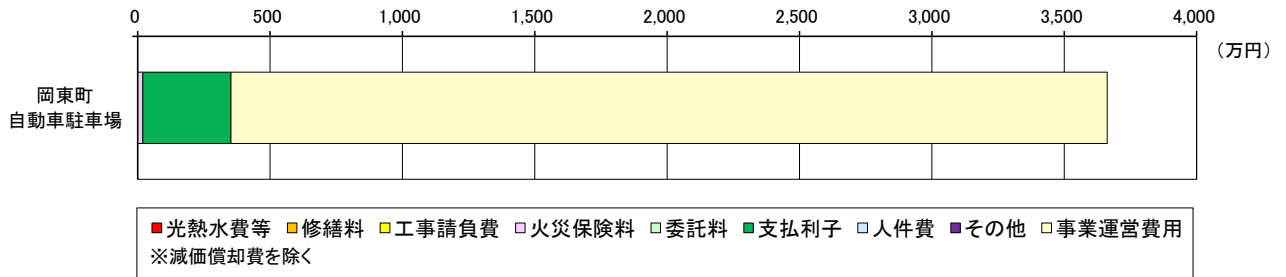 0 500 1,000 1,500 2,000 2,500 3,000 3,500 4,000
（万円）
岡東町
自動車駐車場
■光熱水費等 ■修繕料 ■工事請負費 ■火災保険料 ■委託料 ■支払利子 ■人件費 ■その他 ■事業運営費用
※減価償却費を除く